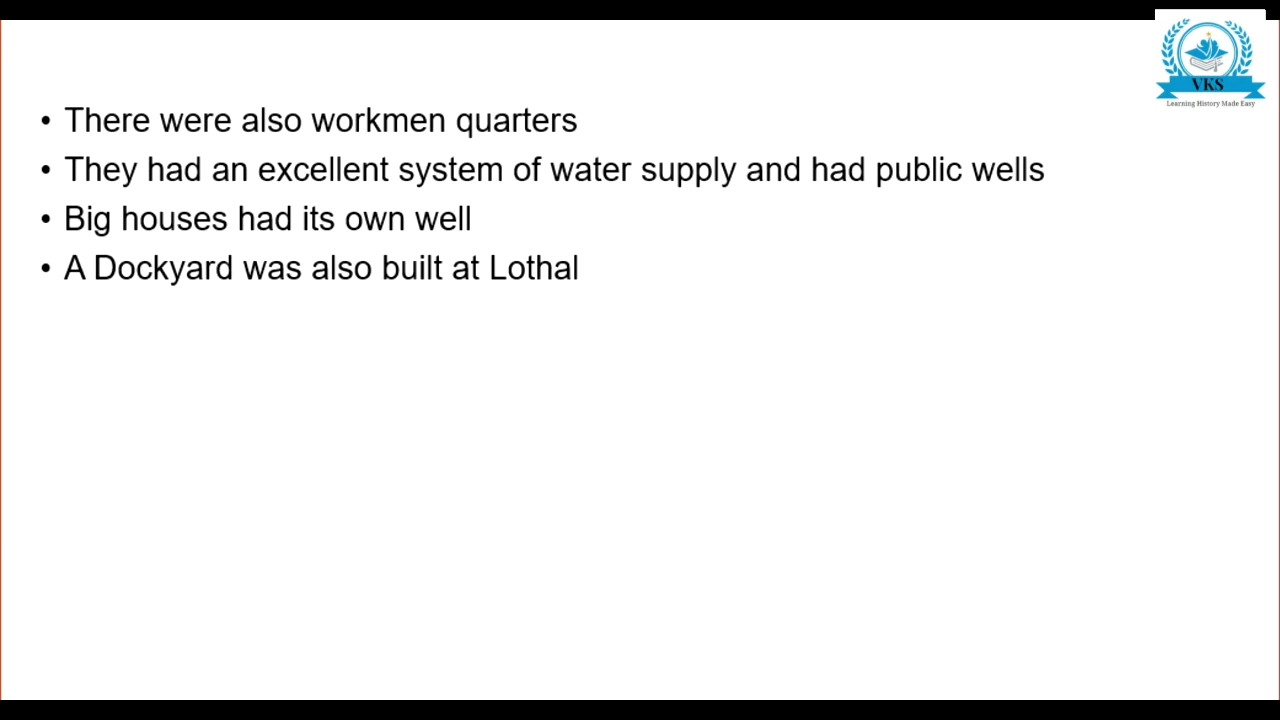 VKS
Learning History Made Easy
• There were also workmen quarters
• They had an excellent system of water supply and had public wells
• Big houses had its own well
• A Dockyard was also built at Lothal